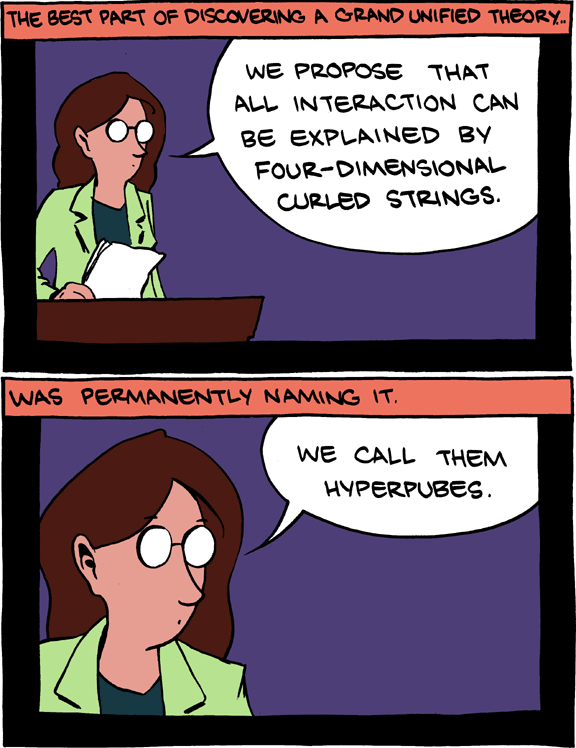 THE BEST PART OF DISCOVERING A GRAND UNIFIED THEORY..
WE PROPOSE THAT
ALL INTERACTION CAN
BE EXPLAINED BY
FOUR-DIMENSIONAL
CURLED STRINGS.
WAS PERMANENTLY NAMING IT.
WE CALL THEM
HYPERPUBES.